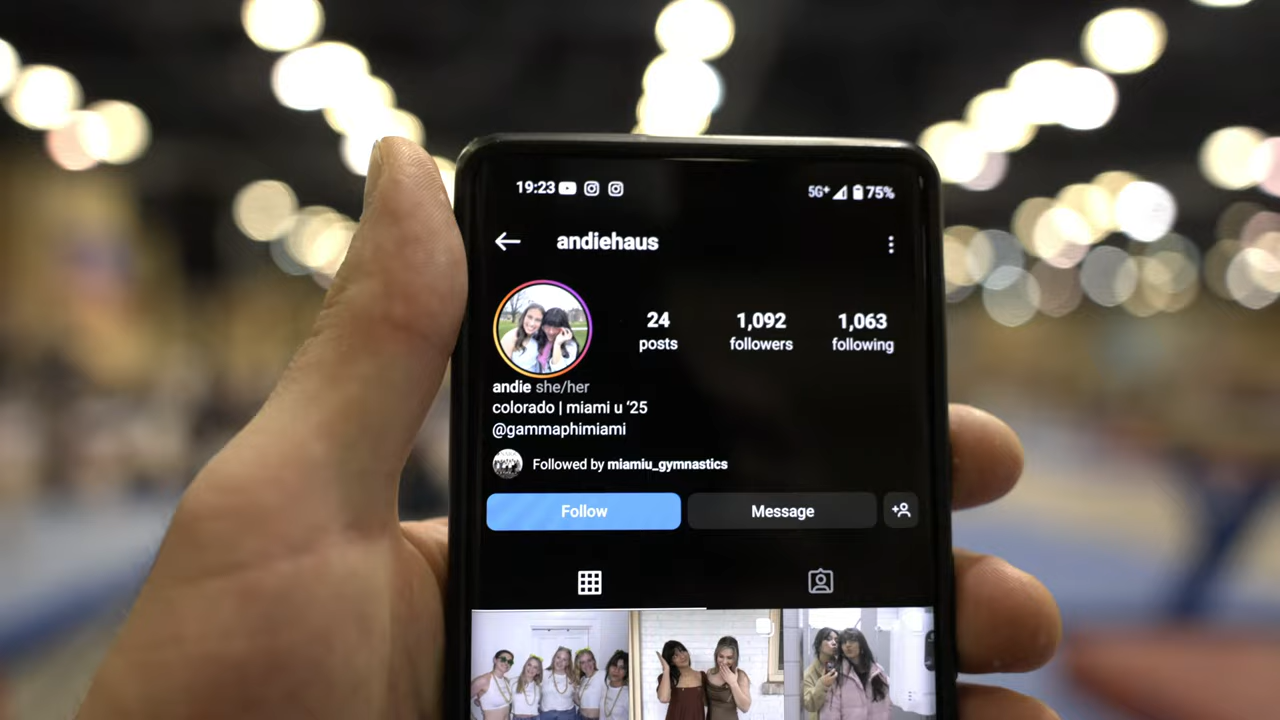 19:23 5G+ 75%
andiehaus
24 1,092 1,063
posts followers following
andie she/her
colorado | miami u ‘25
@gammaphimiami
Followed by miamiu_gymnastics
Follow Message